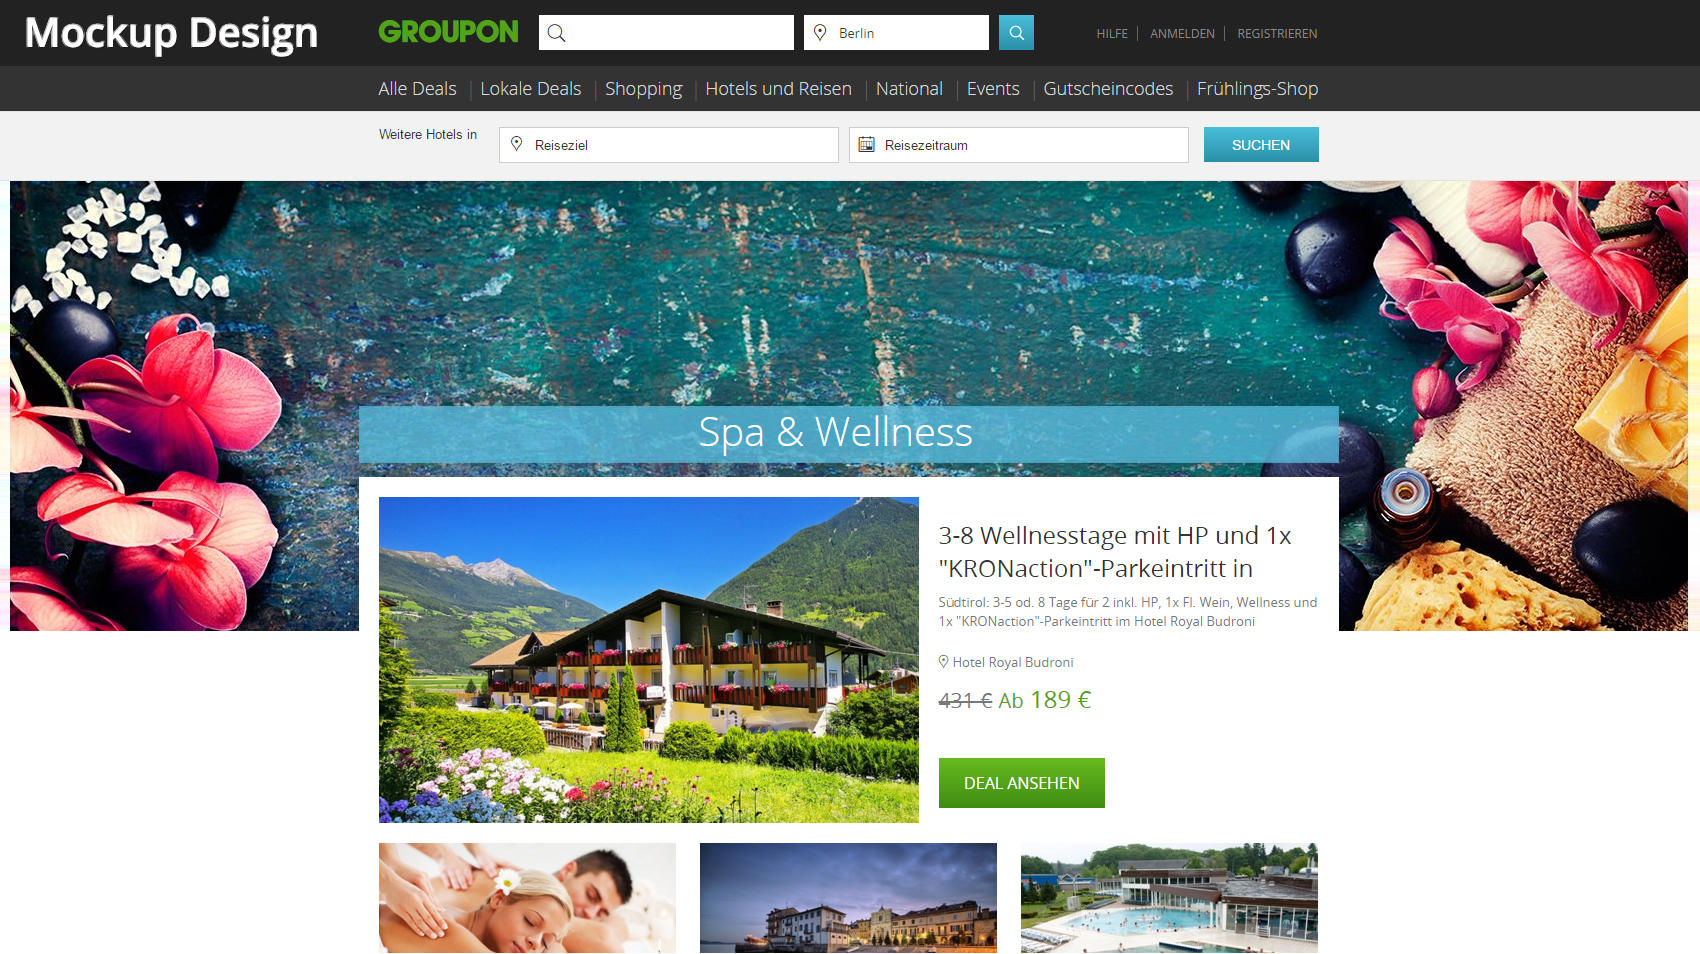 Mockup Design
GROUPON
Berlin
HILFE
ANMELDEN
REGISTRIEREN
Alle Deals
Lokale Deals
Shopping
Hotels und Reisen
National
Events
Gutscheincodes
Frühlings-Shop
Weitere Hotels in
Reiseziel
Reisezeitraum
SUCHEN
Spa & Wellness
3-8 Wellnesstage mit HP und 1x
"KRONaction"-Parkeintritt in
Südtirol: 3-5 od. 8 Tage für 2 inkl. HP, 1x Fl. Wein, Wellness und
1x "KRONaction"-Parkeintritt im Hotel Royal Budroni
Hotel Royal Budroni
431 € Ab 189 €
DEAL ANSEHEN